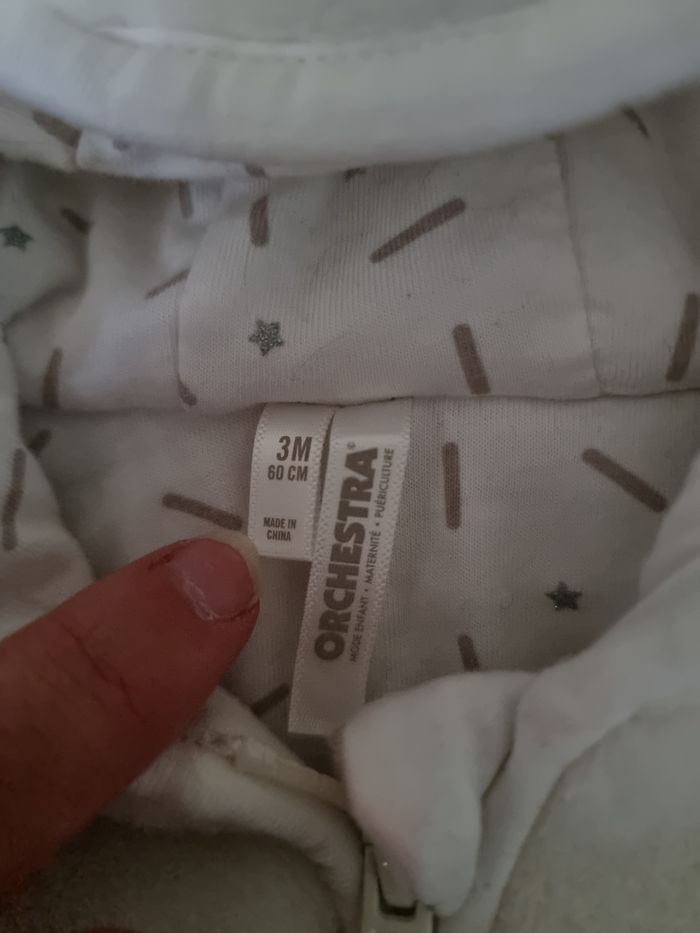 3M
60 CM
MADE IN
CHINA
ORCHESTRA®
MODE ENFANT • MATERNITÉ • PUÉRICULTURE